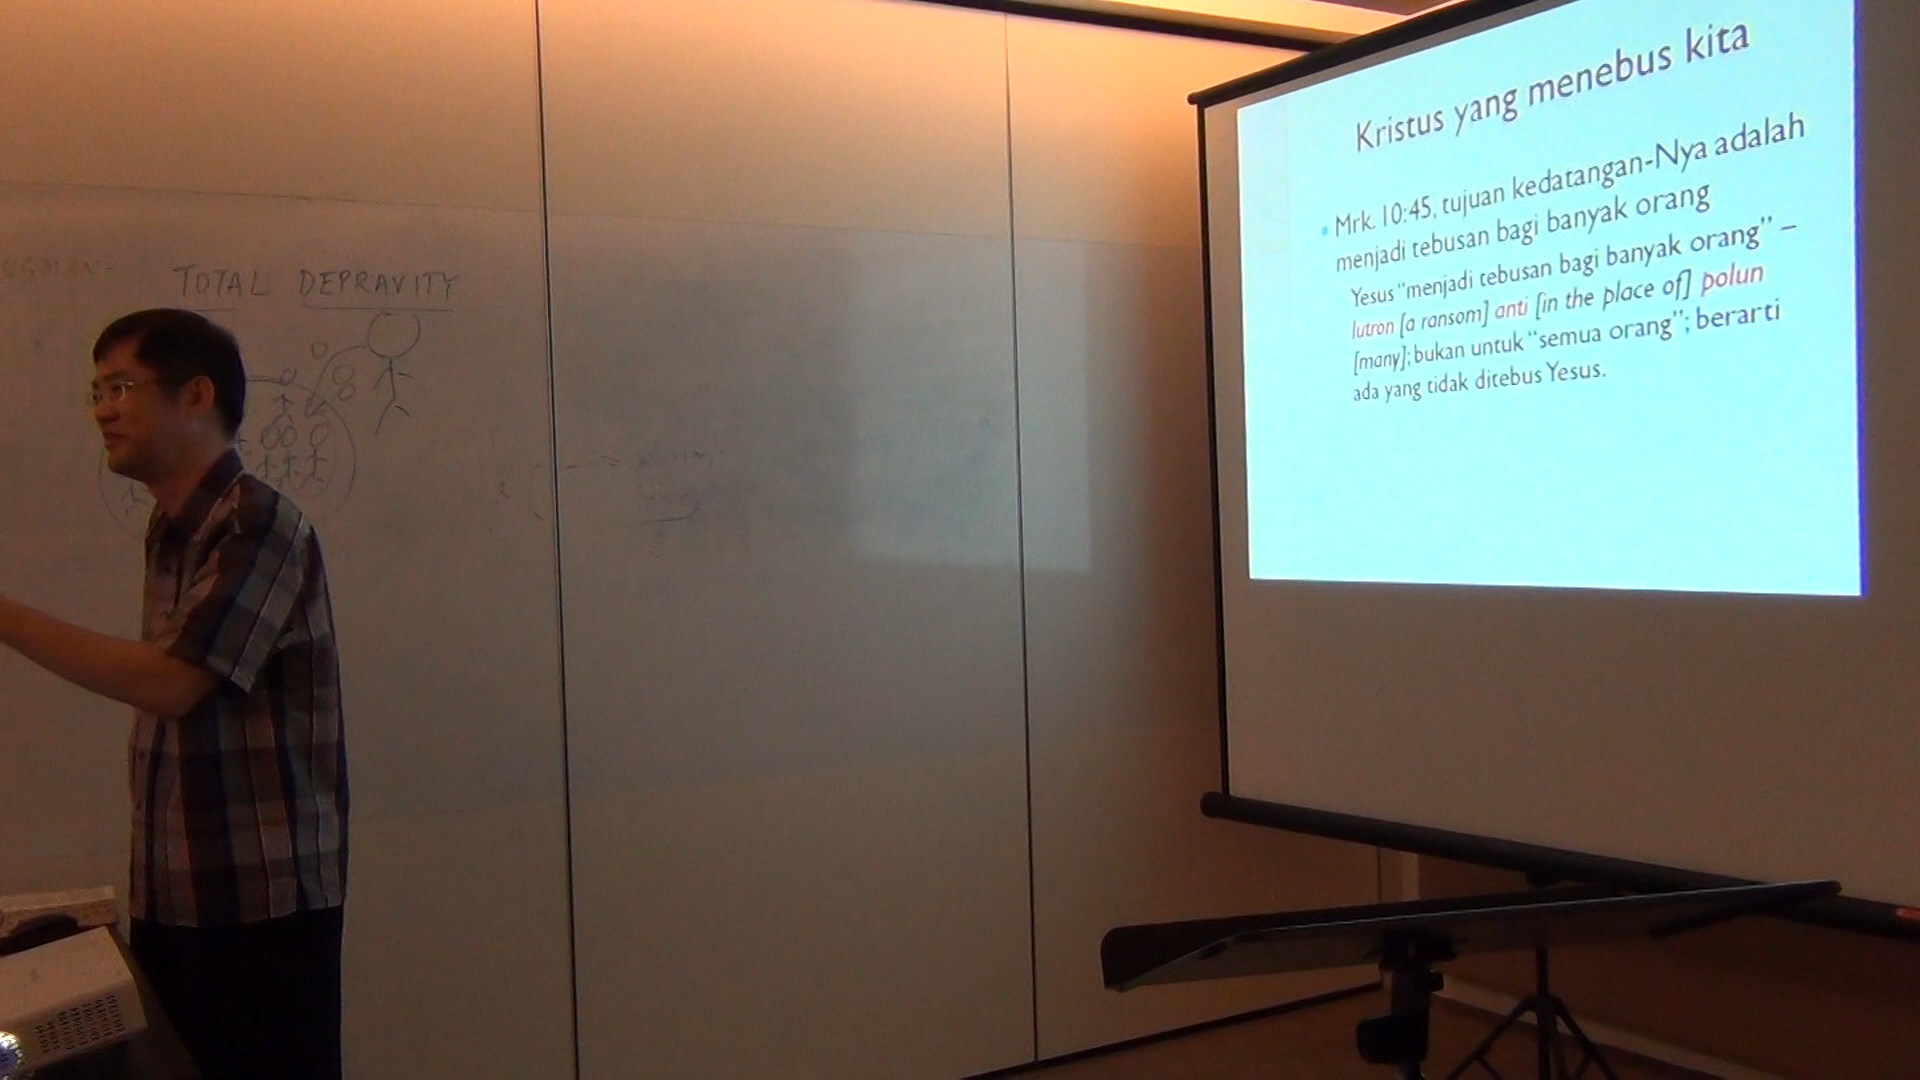 TOTAL DEPRAVITY
Kristus yang menebus kita
• Mrk. 10:45, tujuan kedatangan-Nya adalah
menjadi tebusan bagi banyak orang
Yesus "menjadi tebusan bagi banyak orang" –
lutron [a ransom] anti [in the place of] polun
[many]; bukan untuk "semua orang"; berarti
ada yang tidak ditebus Yesus.